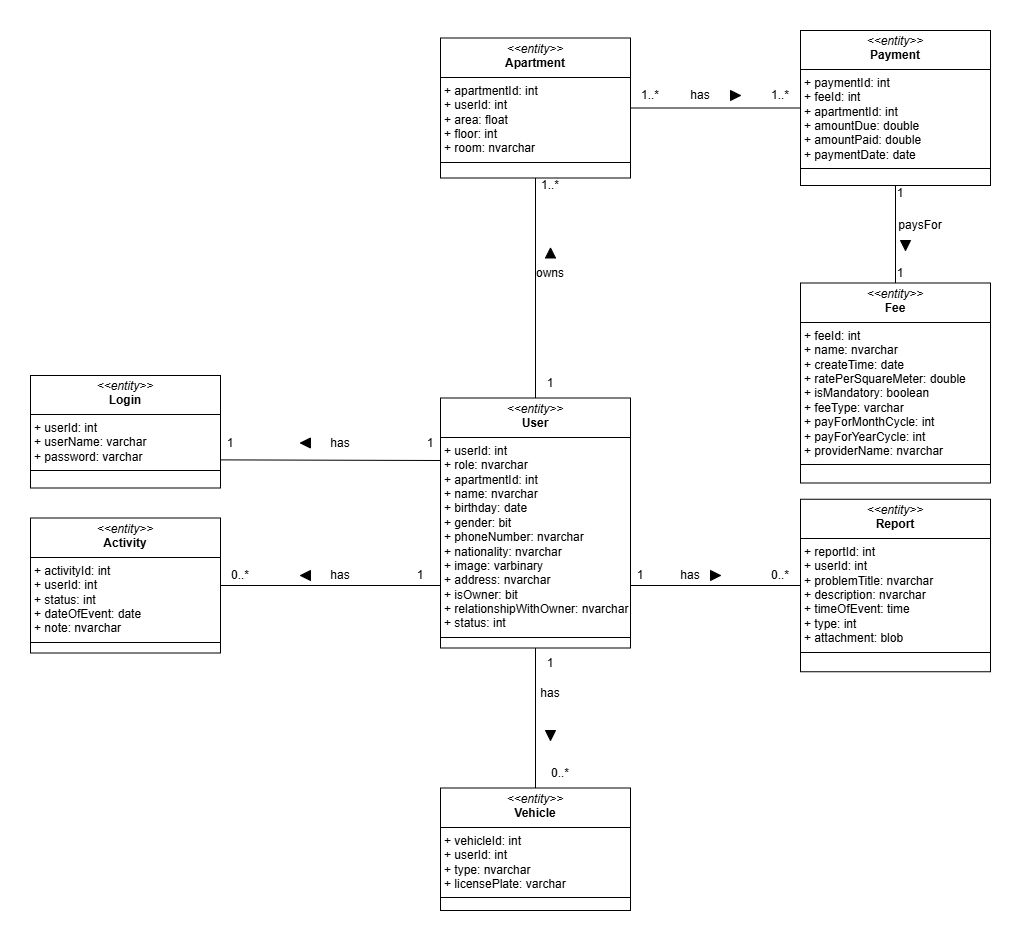 <<entity>>
Apartment
+ apartmentId: int
+ userId: int
+ area: float
+ floor: int
+ room: nvarchar
1..*
has
1..*
<<entity>>
Payment
+ paymentId: int
+ feeId: int
+ apartmentId: int
+ amountDue: double
+ amountPaid: double
+ paymentDate: date
1..*
owns
1
1
paysFor
1
<<entity>>
Fee
+ feeId: int
+ name: nvarchar
+ createTime: date
+ ratePerSquareMeter: double
+ isMandatory: boolean
+ feeType: varchar
+ payForMonthCycle: int
+ payForYearCycle: int
+ providerName: nvarchar
<<entity>>
Login
+ userId: int
+ userName: varchar
+ password: varchar
1
has
1
<<entity>>
User
+ userId: int
+ role: nvarchar
+ apartmentId: int
+ name: nvarchar
+ birthday: date
+ gender: bit
+ phoneNumber: nvarchar
+ nationality: nvarchar
+ image: varbinary
+ address: nvarchar
+ isOwner: bit
+ relationshipWithOwner: nvarchar
+ status: int
<<entity>>
Activity
+ activityId: int
+ userId: int
+ status: int
+ dateOfEvent: date
+ note: nvarchar
0..*
has
1
1
has
0..*
<<entity>>
Report
+ reportId: int
+ userId: int
+ problemTitle: nvarchar
+ description: nvarchar
+ timeOfEvent: time
+ type: int
+ attachment: blob
1
has
0..*
<<entity>>
Vehicle
+ vehicleId: int
+ userId: int
+ type: nvarchar
+ licensePlate: varchar